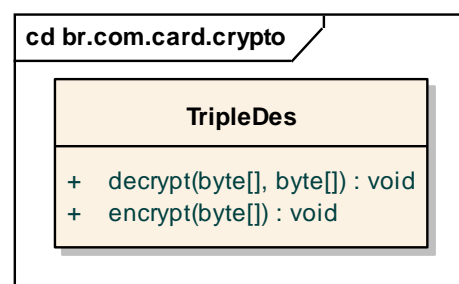 cd br.com.card.crypto
TripleDes
+ decrypt(byte[], byte[]) : void
+ encrypt(byte[]) : void